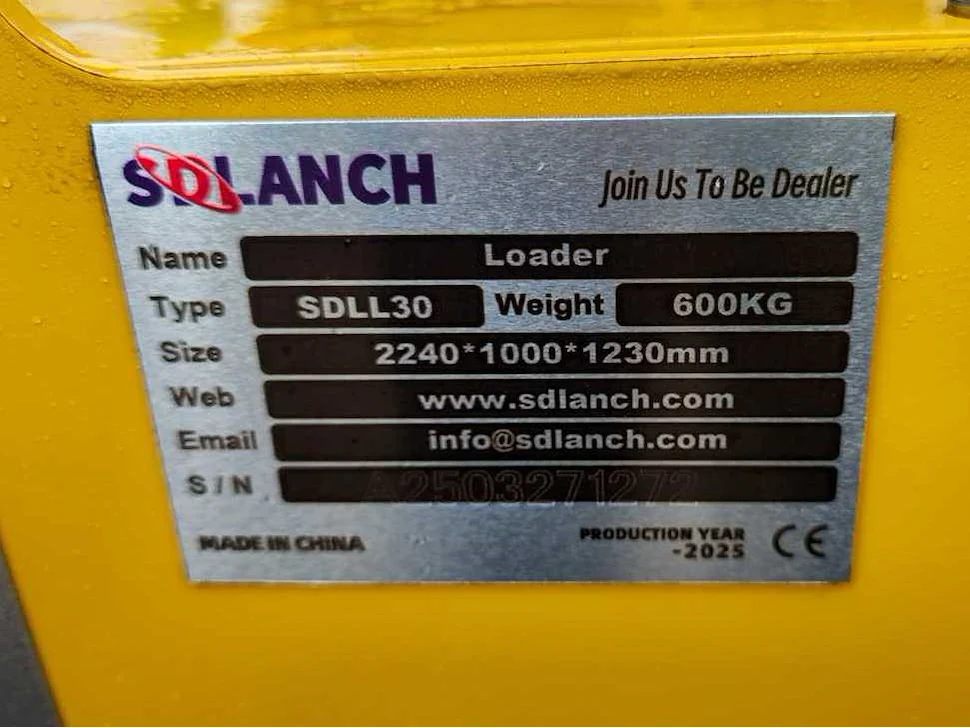 SDLANCH
Join Us To Be Dealer
Name Loader
Type SDLL30 Weight 600KG
Size 2240*1000*1230mm
Web www.sdlanch.com
Email info@sdlanch.com
S/N A2503271272
MADE IN CHINA
PRODUCTION YEAR
-2025
CE